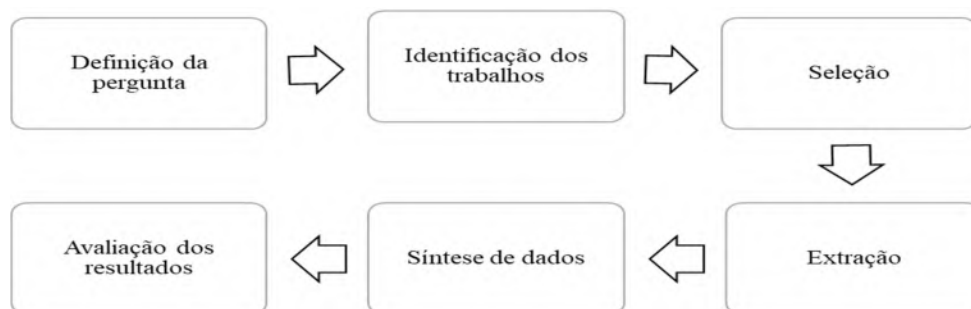 Definição da
pergunta
Identificação dos
trabalhos
Seleção
Extração
Síntese de dados
Avaliação dos
resultados